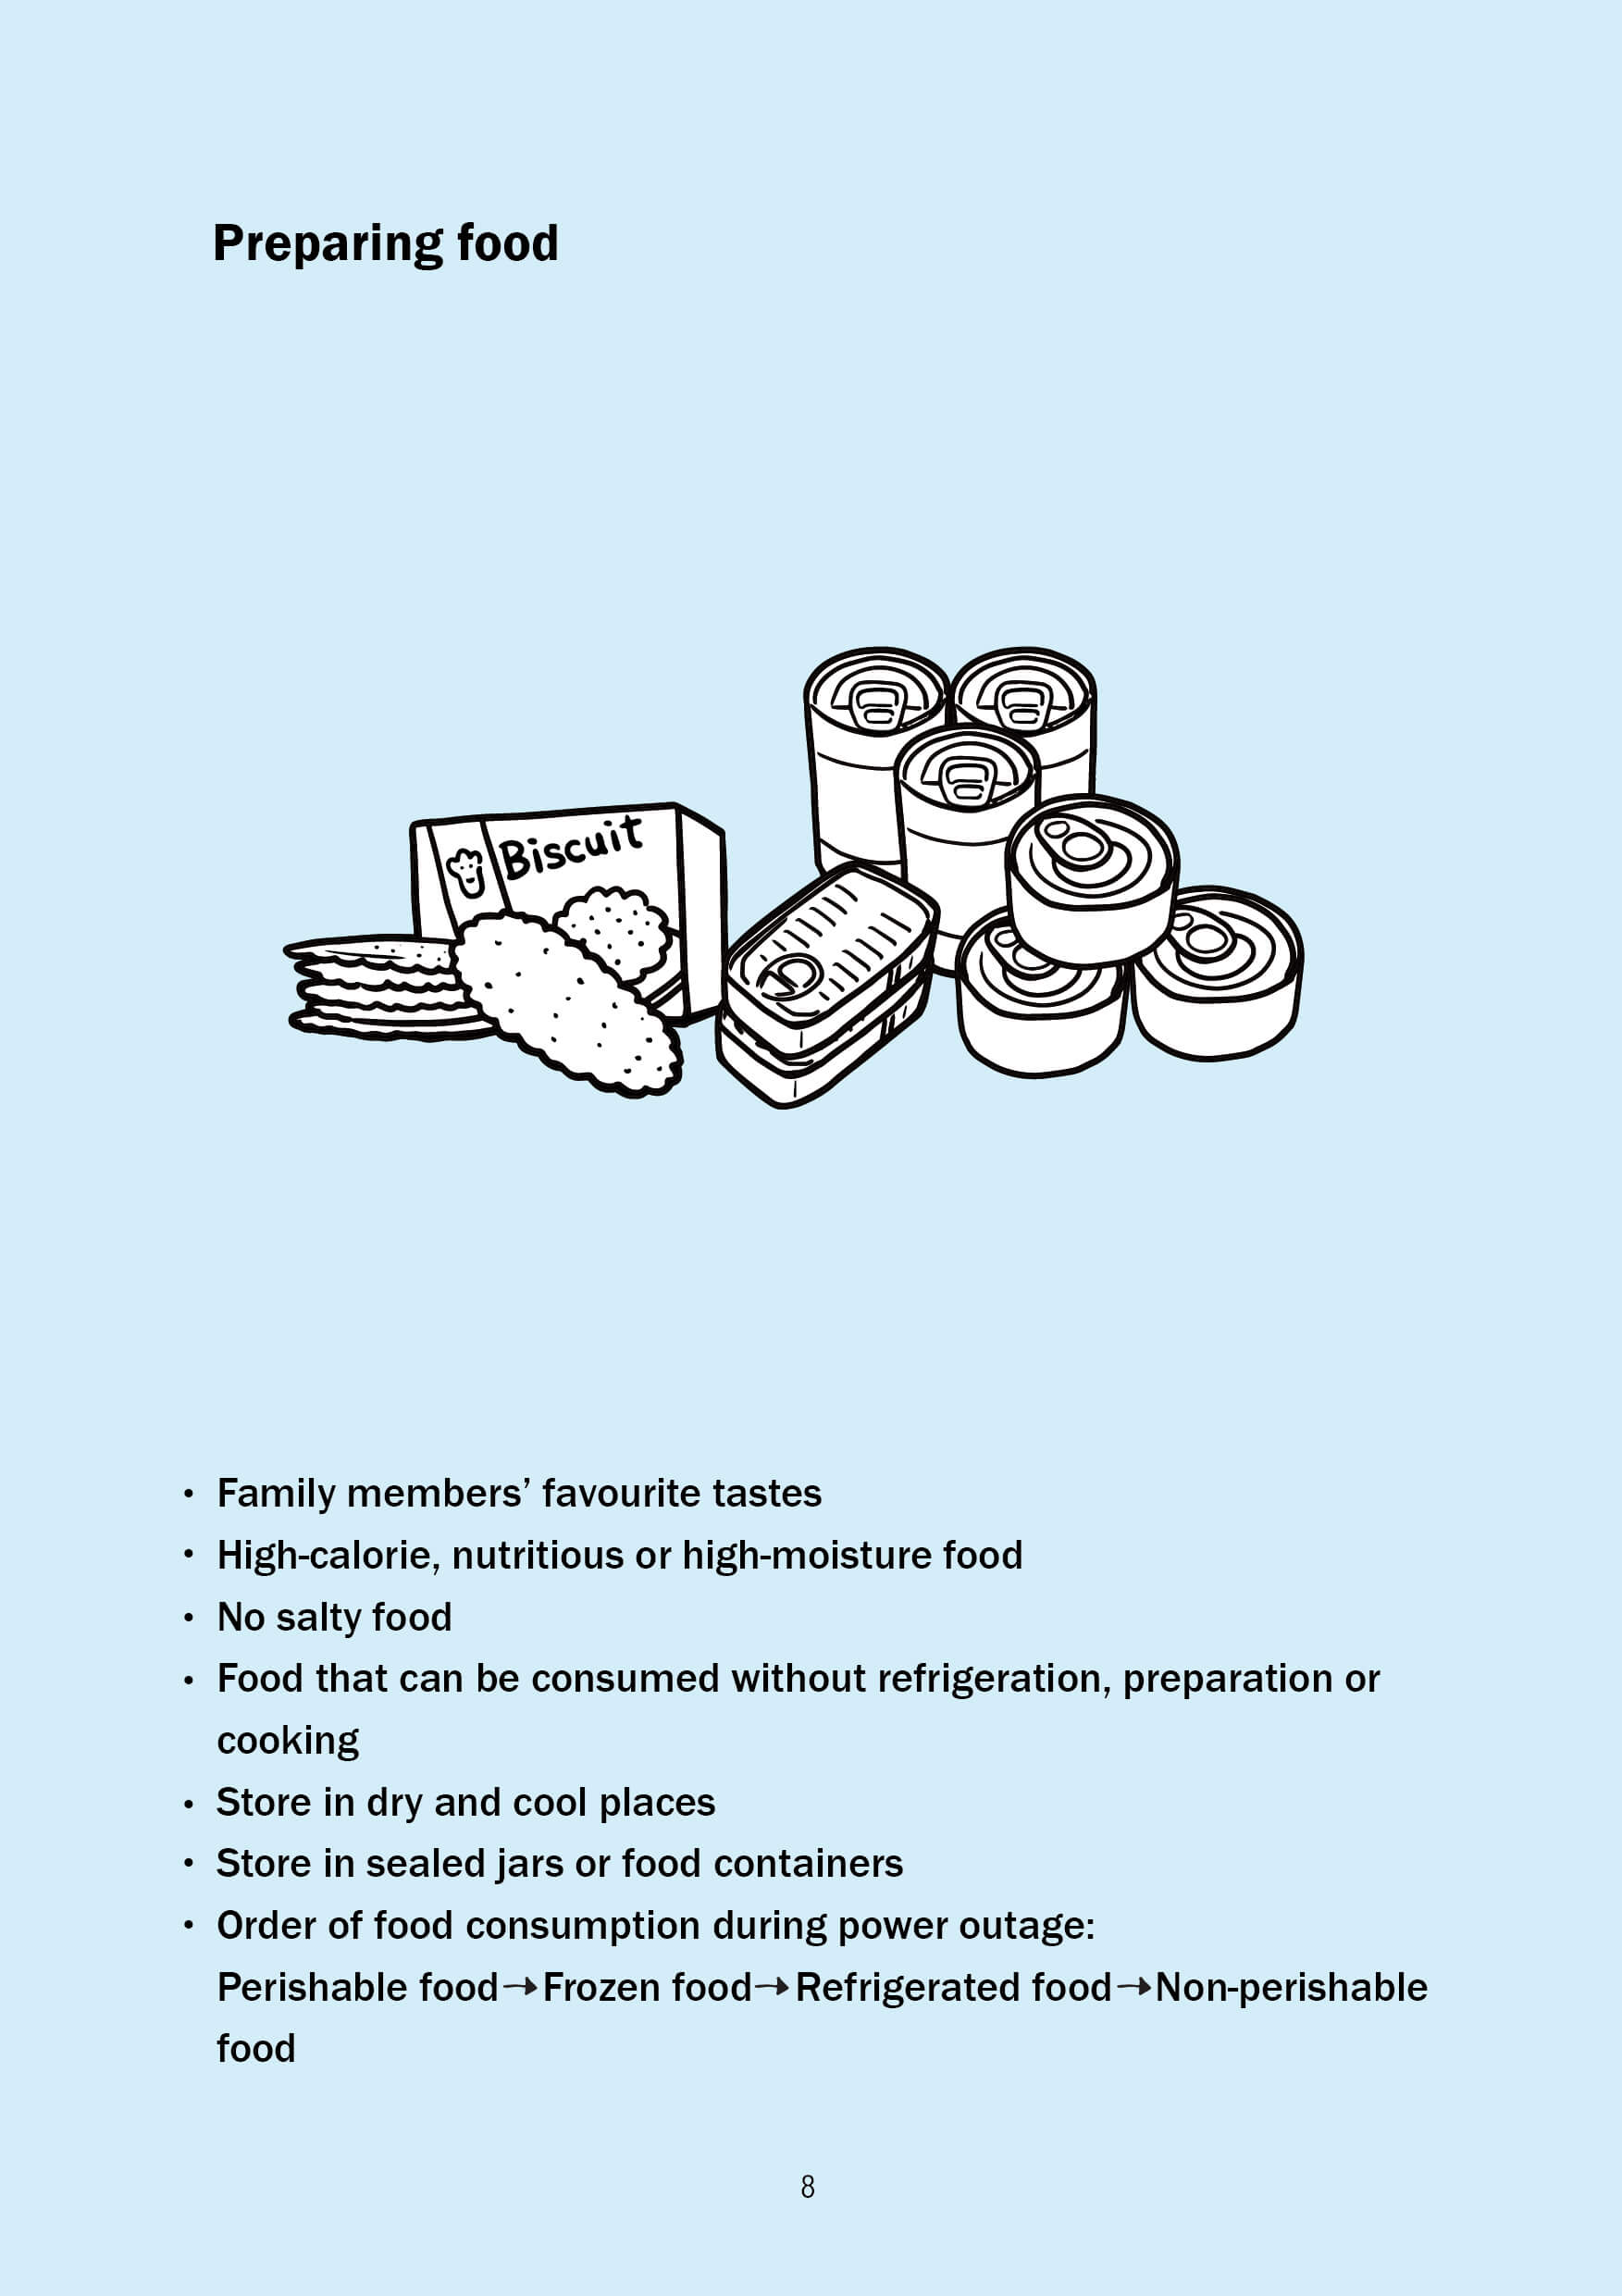 Preparing food
Biscuit
• Family members’ favourite tastes
• High-calorie, nutritious or high-moisture food
• No salty food
• Food that can be consumed without refrigeration, preparation or
cooking
• Store in dry and cool places
• Store in sealed jars or food containers
• Order of food consumption during power outage:
Perishable food→Frozen food→Refrigerated food→Non-perishable
food
8